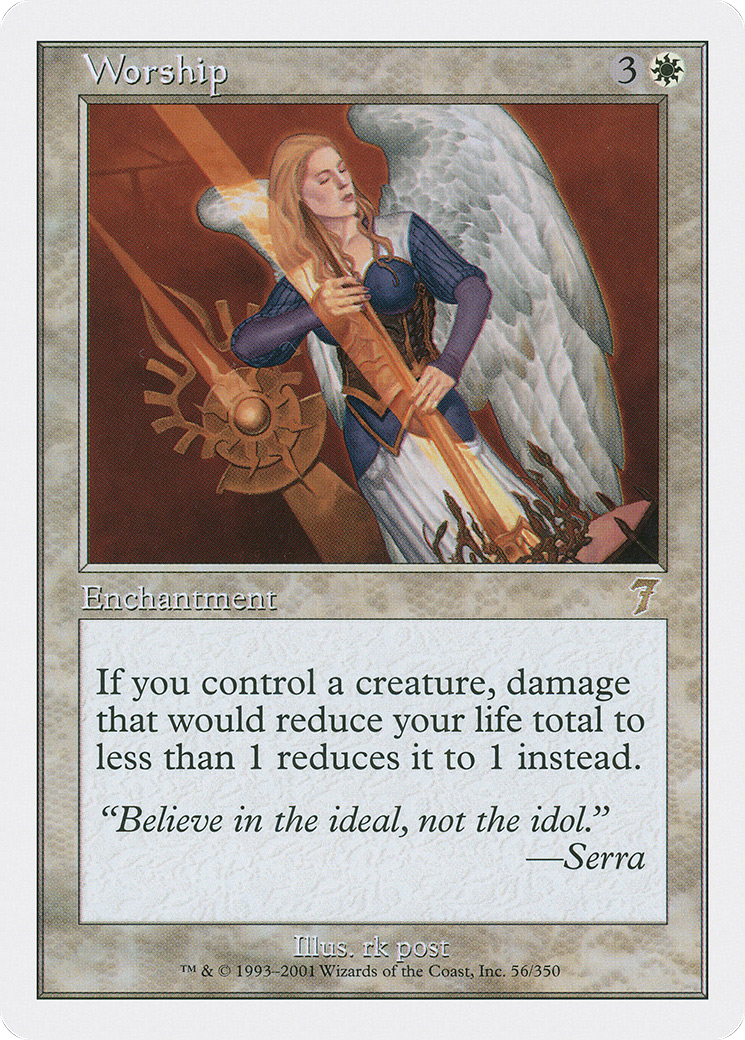 Worship 3
Enchantment 7
If you control a creature, damage
that would reduce your life total to
less than 1 reduces it to 1 instead.
“Believe in the ideal, not the idol.”
—Serra
Illus. rk post
™ & © 1993–2001 Wizards of the Coast, Inc. 56/350